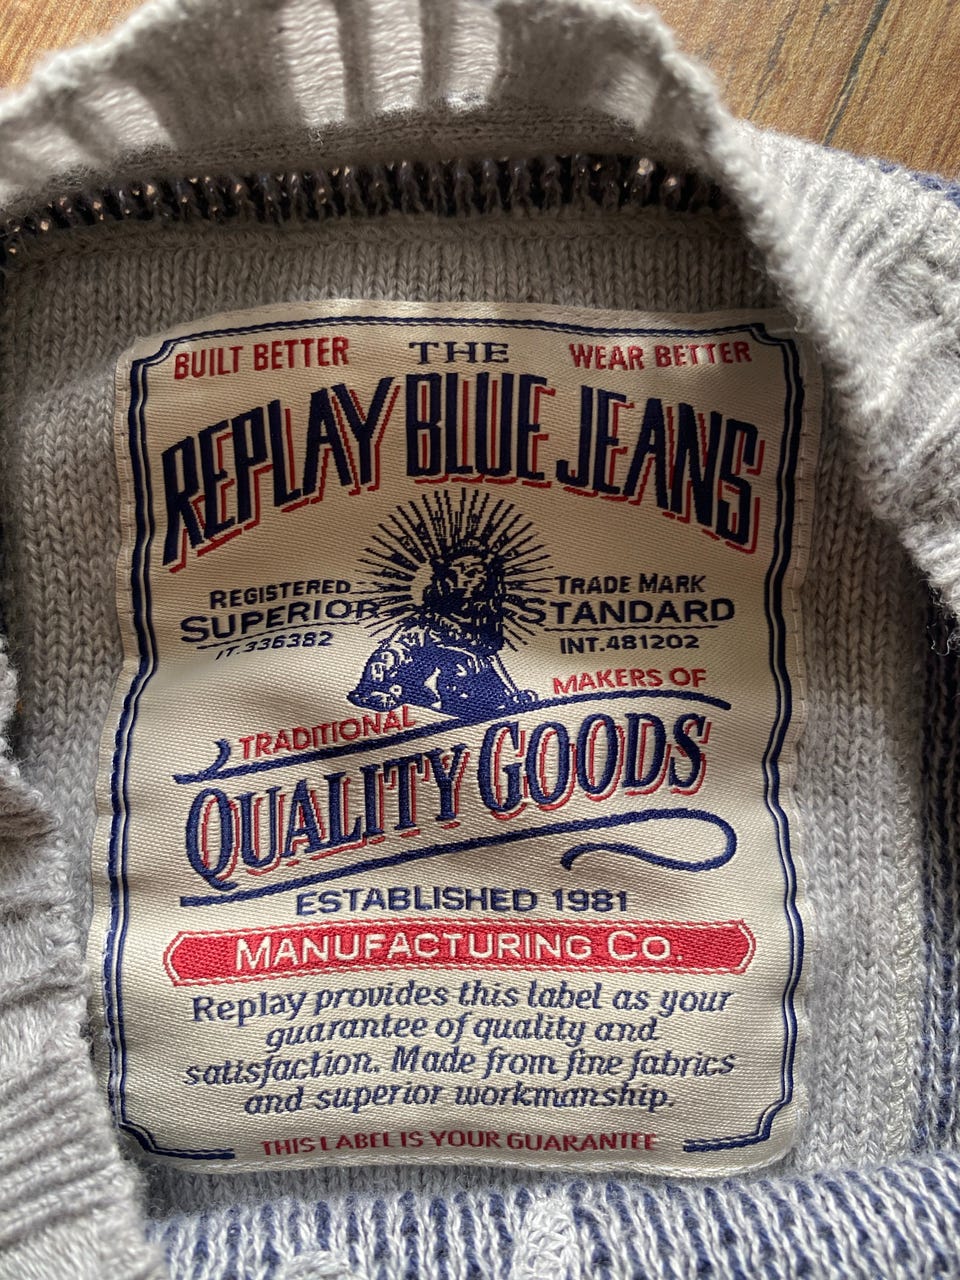 BUILT BETTER THE WEAR BETTER
REPLAY BLUE JEANS
REGISTERED TRADE MARK
SUPERIOR STANDARD
IT.336382 INT.481202
TRADITIONAL MAKERS OF
QUALITY GOODS
ESTABLISHED 1981
MANUFACTURING CO.
Replay provides this label as your
guarantee of quality and
satisfaction. Made from fine fabrics
and superior workmanship.
THIS LABEL IS YOUR GUARANTEE